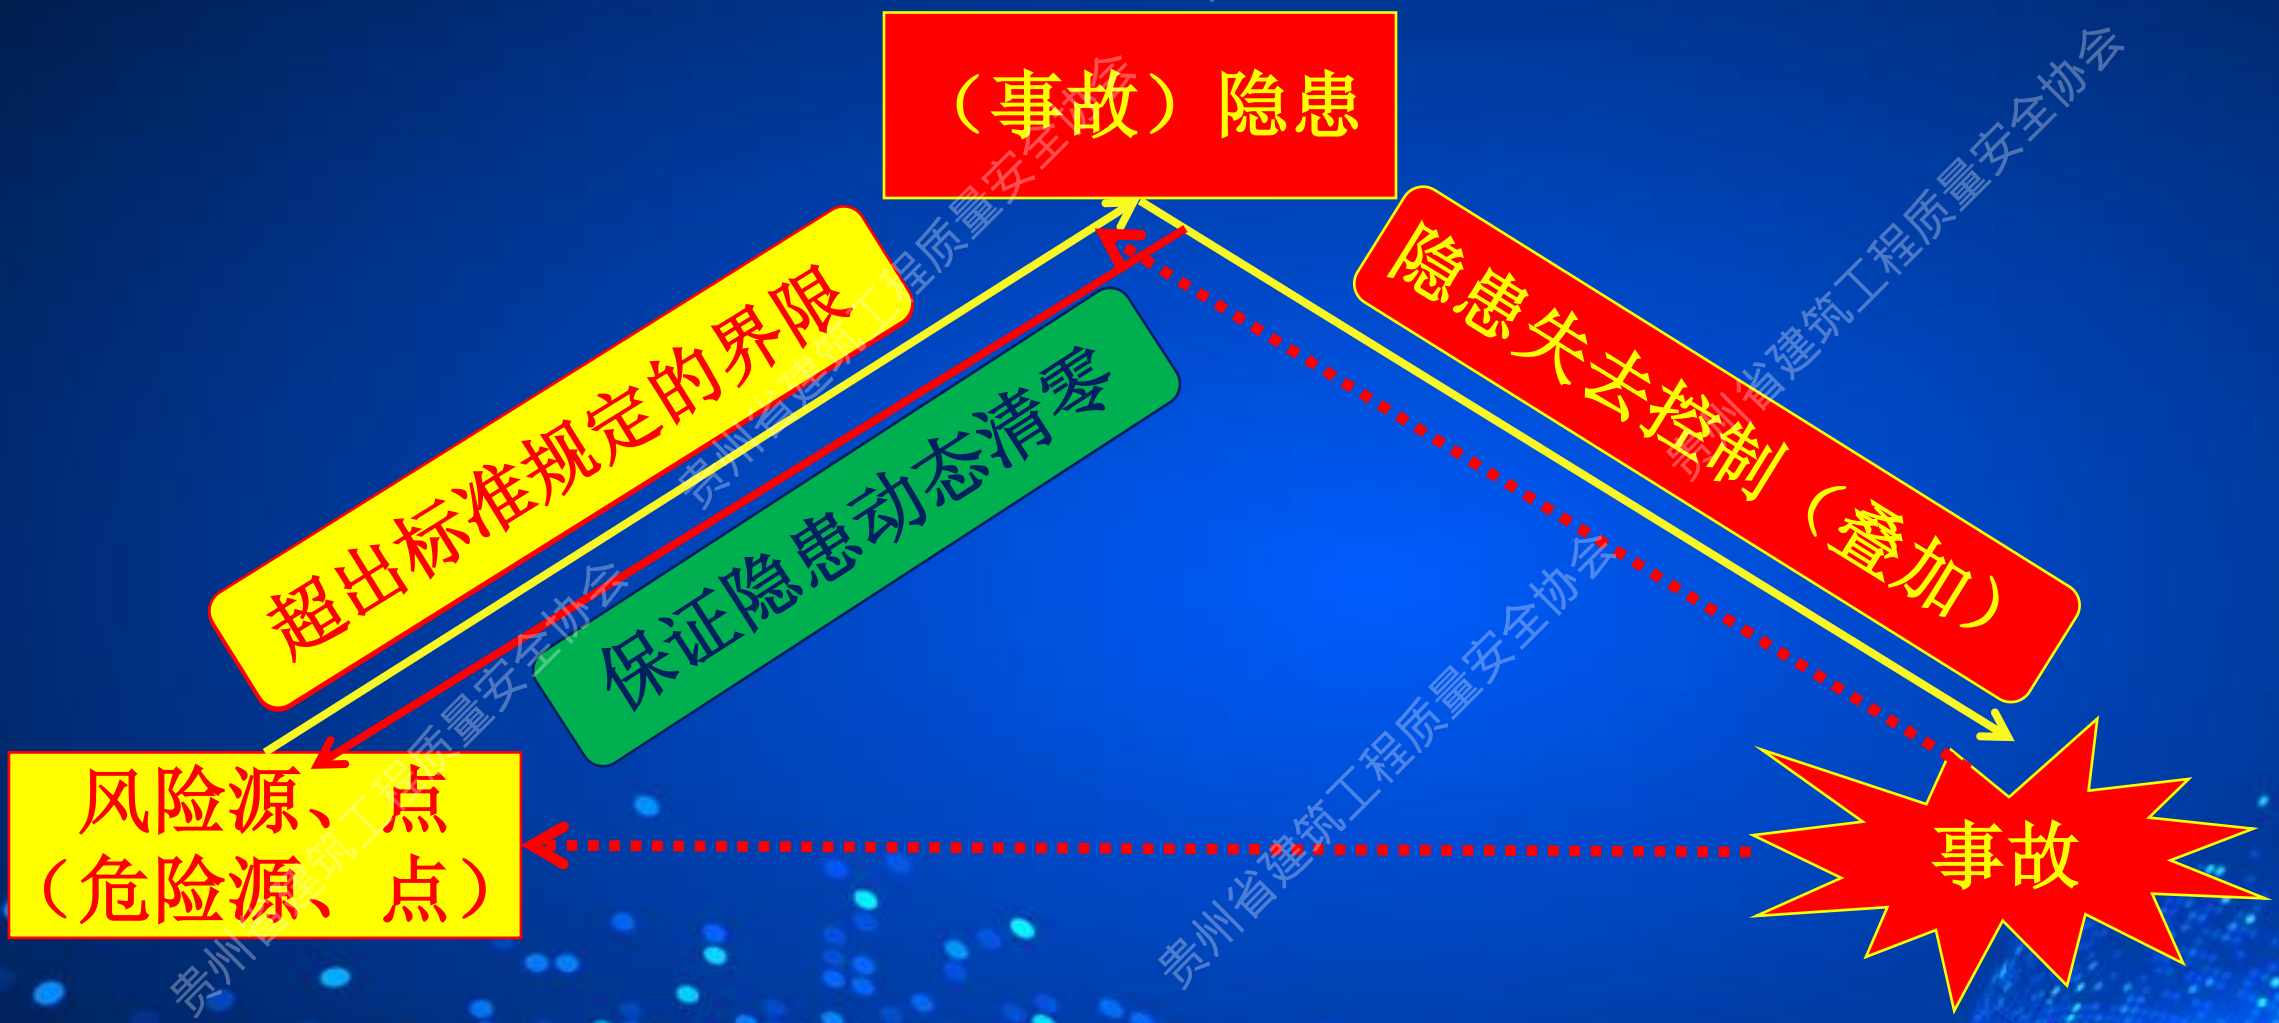 （事故）隐患
超出标准规定的界限
保证隐患动态清零
隐患失去控制（叠加）
风险源、点
（危险源、点）
事故
贵州省建筑工程质量安全协会
贵州省建筑工程质量安全协会
贵州省建筑工程质量安全协会
贵州省建筑工程质量安全协会